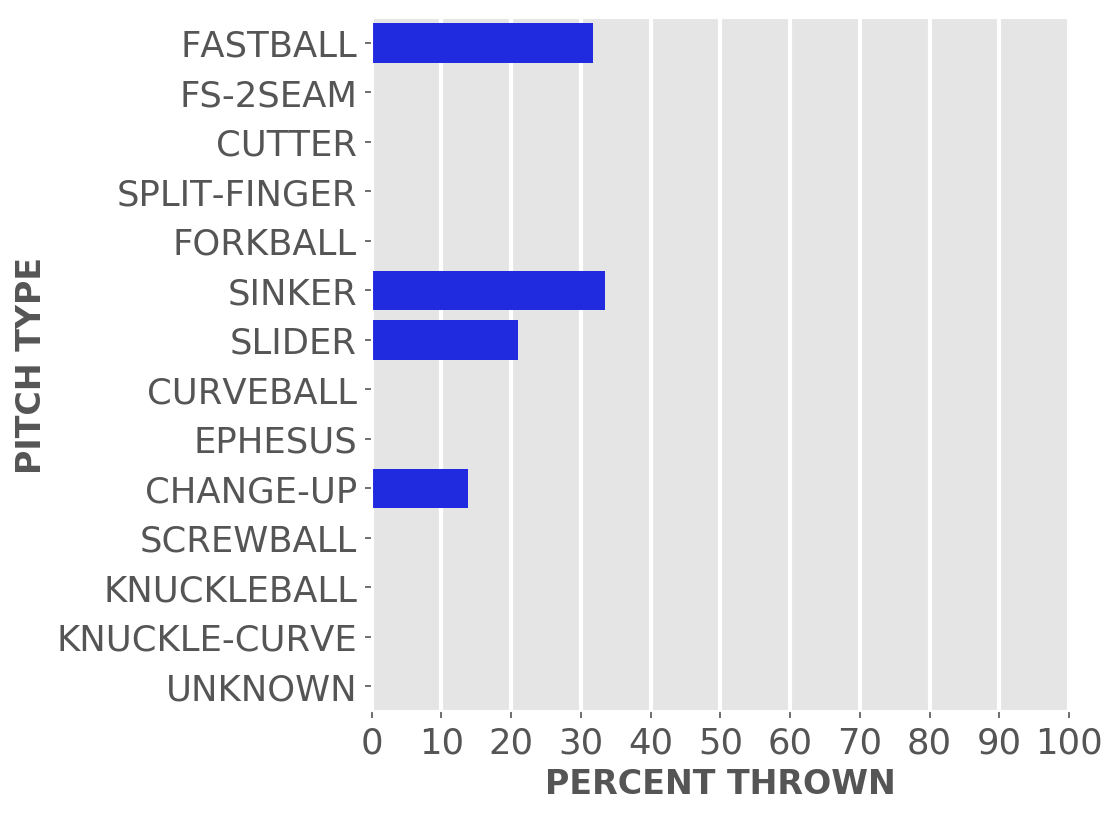 FASTBALL
FS-2SEAM
CUTTER
SPLIT-FINGER
FORKBALL
SINKER
SLIDER
CURVEBALL
EPHESUS
CHANGE-UP
SCREWBALL
KNUCKLEBALL
KNUCKLE-CURVE
UNKNOWN
PITCH TYPE
0 10 20 30 40 50 60 70 80 90 100
PERCENT THROWN